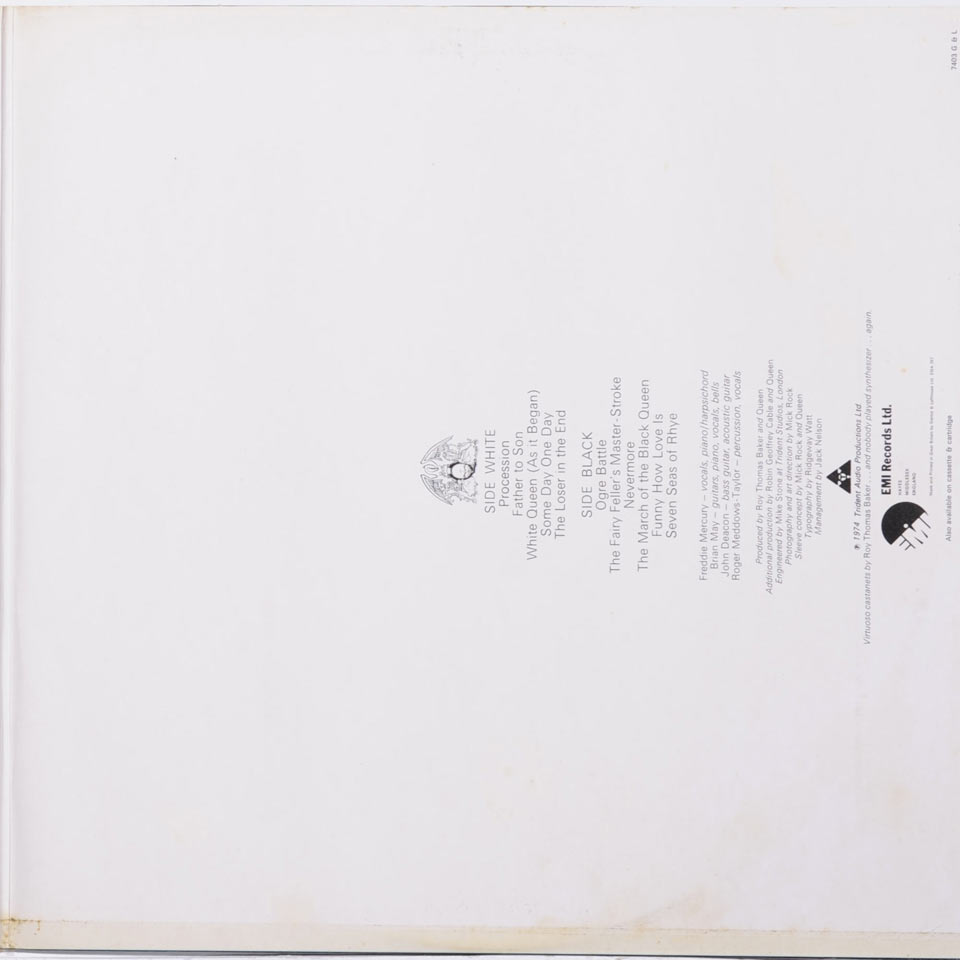 SIDE WHITE
Procession
Father to Son
White Queen (As it Began)
Some Day One Day
The Loser in the End
SIDE BLACK
Ogre Battle
The Fairy Feller's Master-Stroke
Nevermore
The March of the Black Queen
Funny How Love Is
Seven Seas of Rhye
Freddie Mercury – vocals, piano/harpsichord
Brian May – guitars, piano, vocals, bells
John Deacon – bass guitar, acoustic guitar
Roger Meddows-Taylor – percussion, vocals
Produced by Roy Thomas Baker and Queen
Additional production by Robin Geoffrey Cable and Queen
Engineered by Mike Stone at Trident Studios, London
Photography and art direction by Mick Rock
Sleeve concept by Mick Rock and Queen
Typography by Ridgeway Watt
Management by Jack Nelson
℗ 1974 Trident Audio Productions Ltd
Virtuoso castanets by Roy Thomas Baker . . . and nobody played synthesizer . . . again.
EMI
EMI Records Ltd.
HAYES
MIDDLESEX
ENGLAND
Also available on cassette & cartridge
7403 G & L